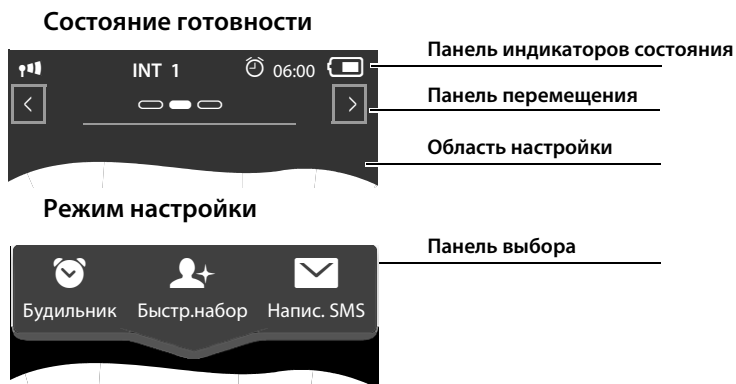 Состояние готовности
Панель индикаторов состояния
INT 1 06:00
Панель перемещения
Область настройки
Режим настройки
Панель выбора
Будильник Быстр.набор Напис. SMS